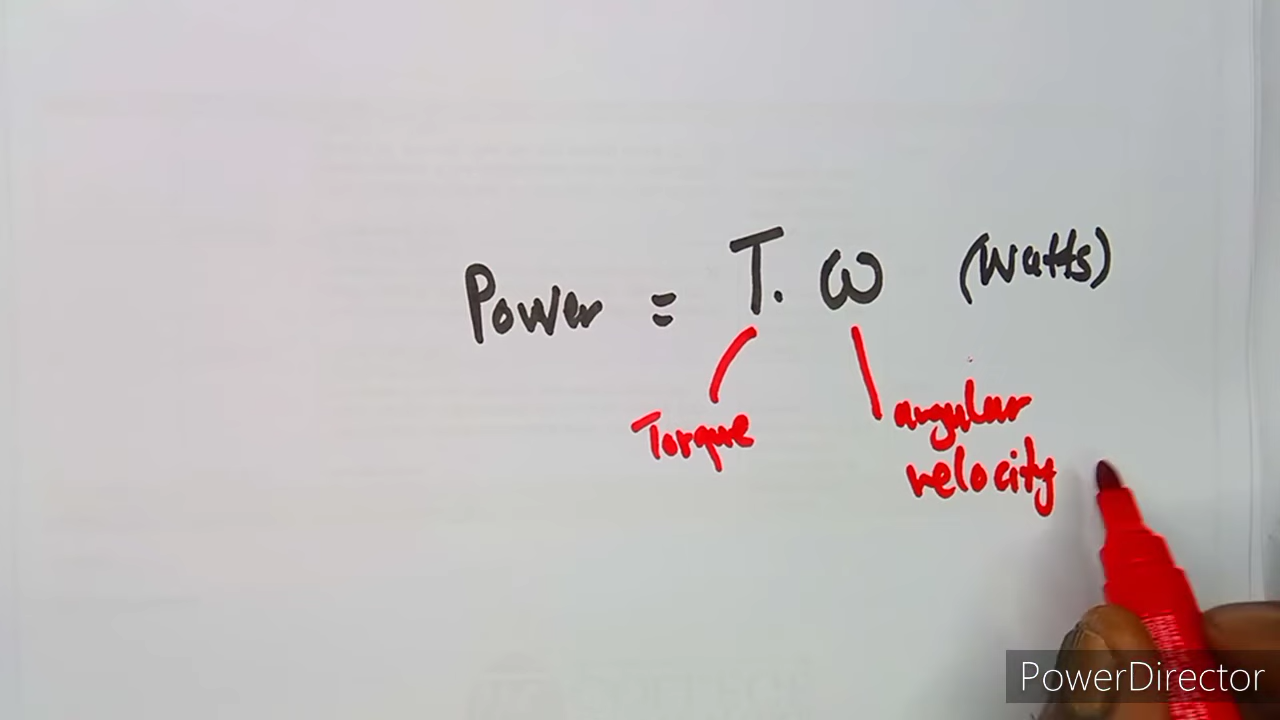 Power = T. ω (Watts)
Torque
angular
velocity
PowerDirector